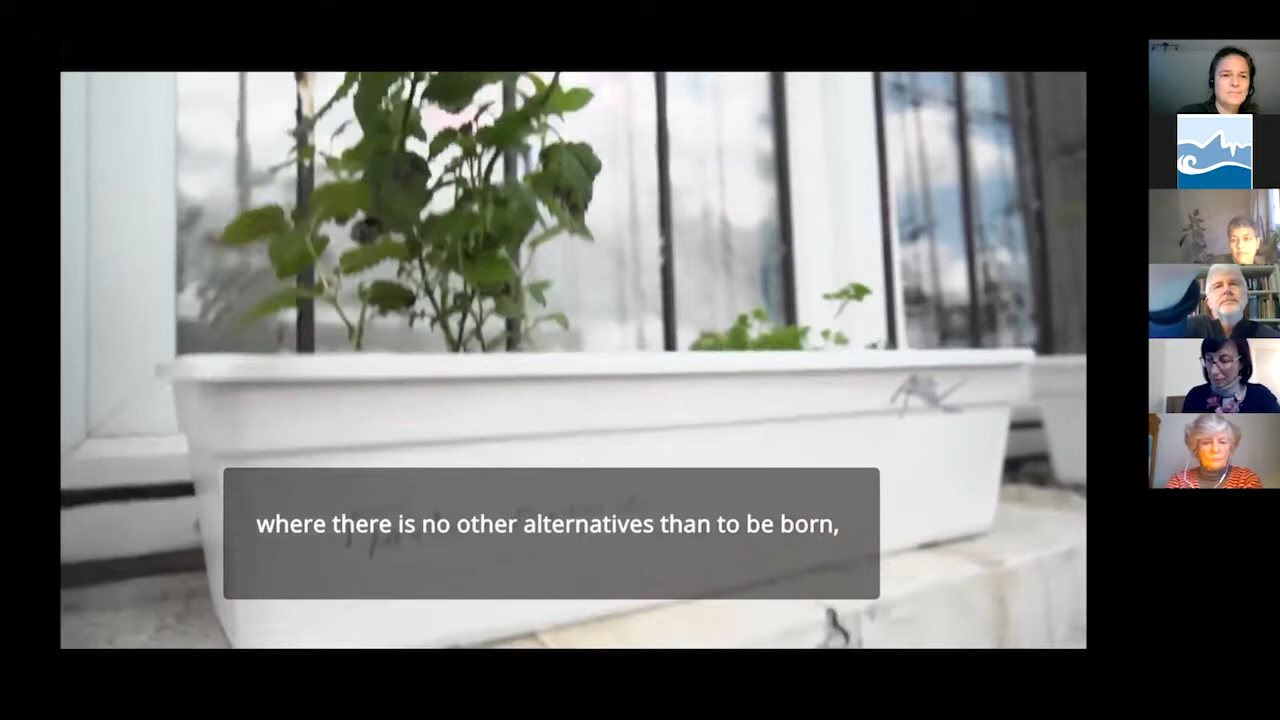 where there is no other alternatives than to be born,